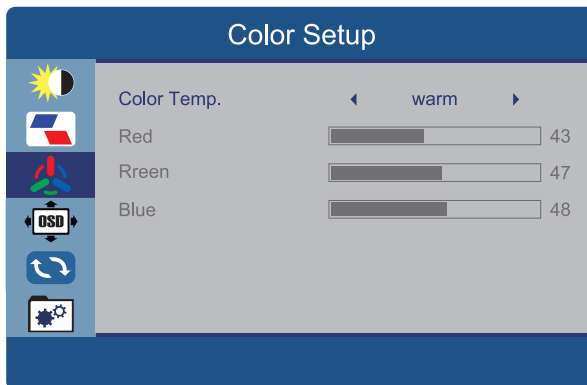 Color Setup
Color Temp. warm
Red 43
Rreen 47
Blue 48
OSD